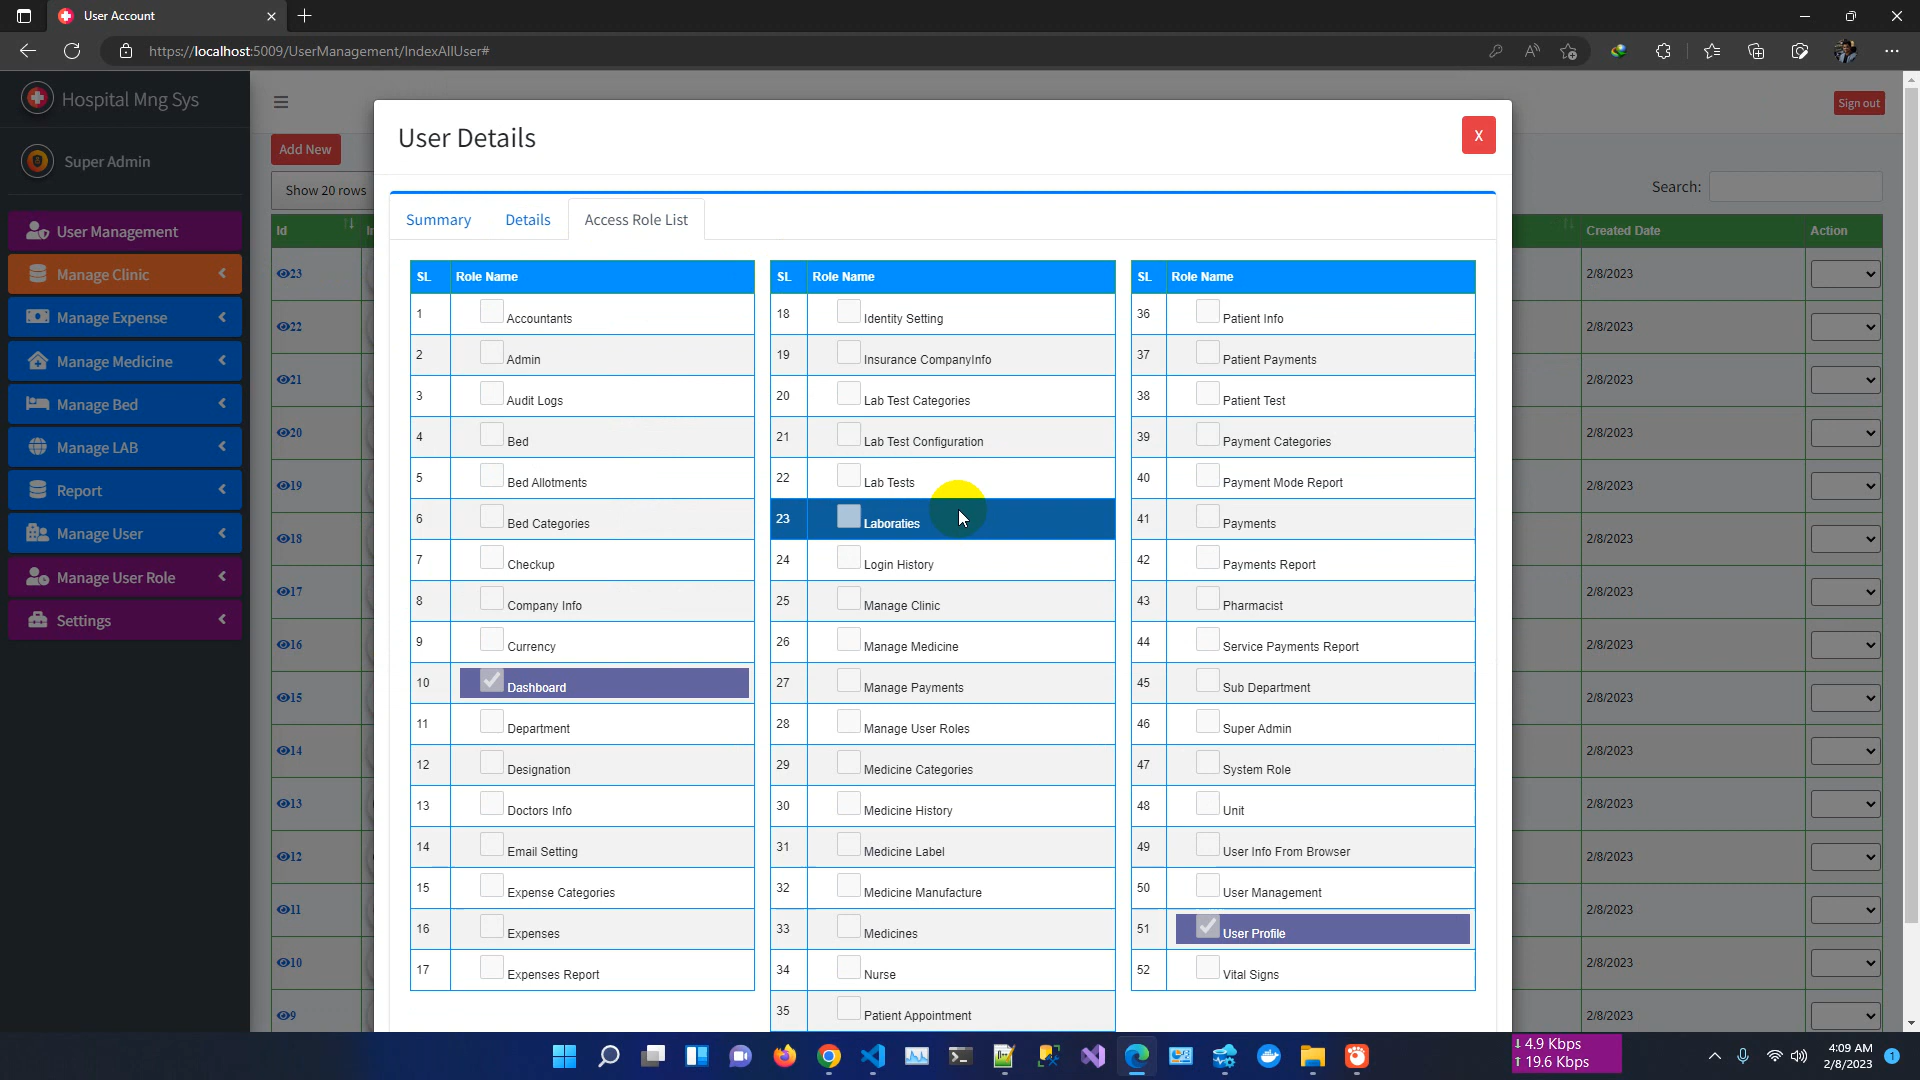 User Account
https://localhost:5009/UserManagement/IndexAllUser#
Hospital Mng Sys
Super Admin
User Management
Manage Clinic
Manage Expense
Manage Medicine
Manage Bed
Manage LAB
Report
Manage User
Manage User Role
Settings
Sign out
Add New
Show 20 rows
Search:
Id
Created Date
Action
23
2/8/2023
22
2/8/2023
21
2/8/2023
20
2/8/2023
19
2/8/2023
18
2/8/2023
17
2/8/2023
16
2/8/2023
15
2/8/2023
14
2/8/2023
13
2/8/2023
12
2/8/2023
11
2/8/2023
10
2/8/2023
9
2/8/2023
User Details
X
Summary Details Access Role List
SL Role Name
1 Accountants
2 Admin
3 Audit Logs
4 Bed
5 Bed Allotments
6 Bed Categories
7 Checkup
8 Company Info
9 Currency
10 Dashboard
11 Department
12 Designation
13 Doctors Info
14 Email Setting
15 Expense Categories
16 Expenses
17 Expenses Report
SL Role Name
18 Identity Setting
19 Insurance CompanyInfo
20 Lab Test Categories
21 Lab Test Configuration
22 Lab Tests
23 Laboraties
24 Login History
25 Manage Clinic
26 Manage Medicine
27 Manage Payments
28 Manage User Roles
29 Medicine Categories
30 Medicine History
31 Medicine Label
32 Medicine Manufacture
33 Medicines
34 Nurse
35 Patient Appointment
SL Role Name
36 Patient Info
37 Patient Payments
38 Patient Test
39 Payment Categories
40 Payment Mode Report
41 Payments
42 Payments Report
43 Pharmacist
44 Service Payments Report
45 Sub Department
46 Super Admin
47 System Role
48 Unit
49 User Info From Browser
50 User Management
51 User Profile
52 Vital Signs
4.9 Kbps
19.6 Kbps
4:09 AM
2/8/2023
1